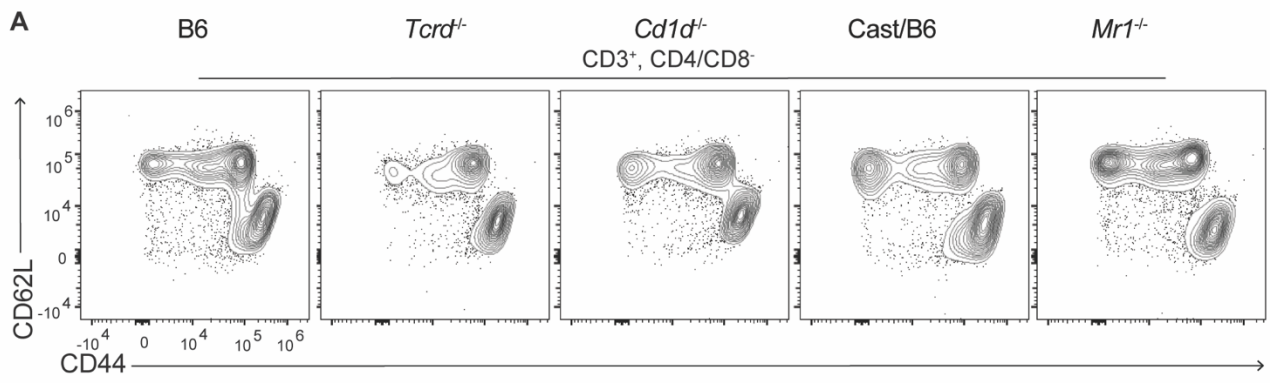 A
B6 Tcrd-/- Cd1d-/- Cast/B6 Mr1-/-
CD3+, CD4/CD8-
10^6
10^5
10^4
0
-10^4
CD62L
-10^4 0 10^4 10^5 10^6
CD44